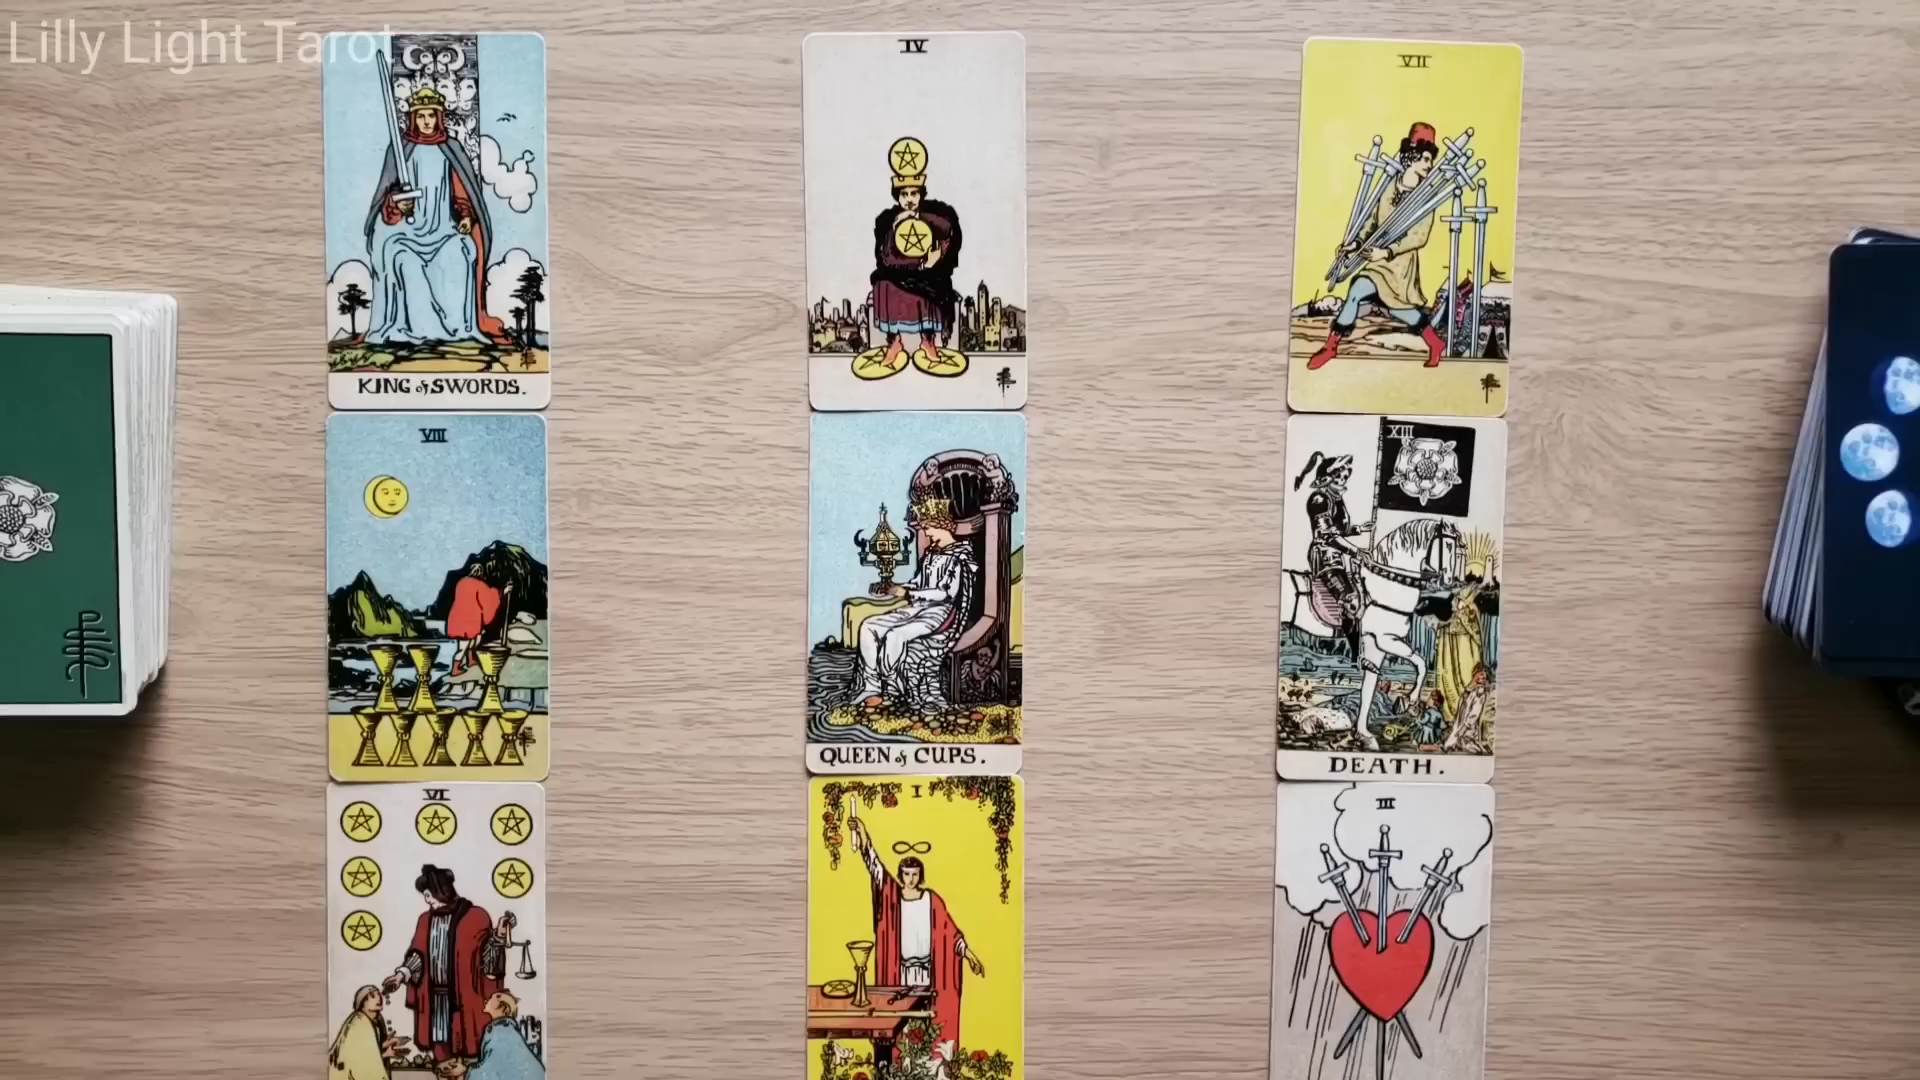 Lilly Light Tarot
IV
VII
KING of SWORDS.
VIII
XIII
QUEEN of CUPS.
DEATH.
VI
I
III